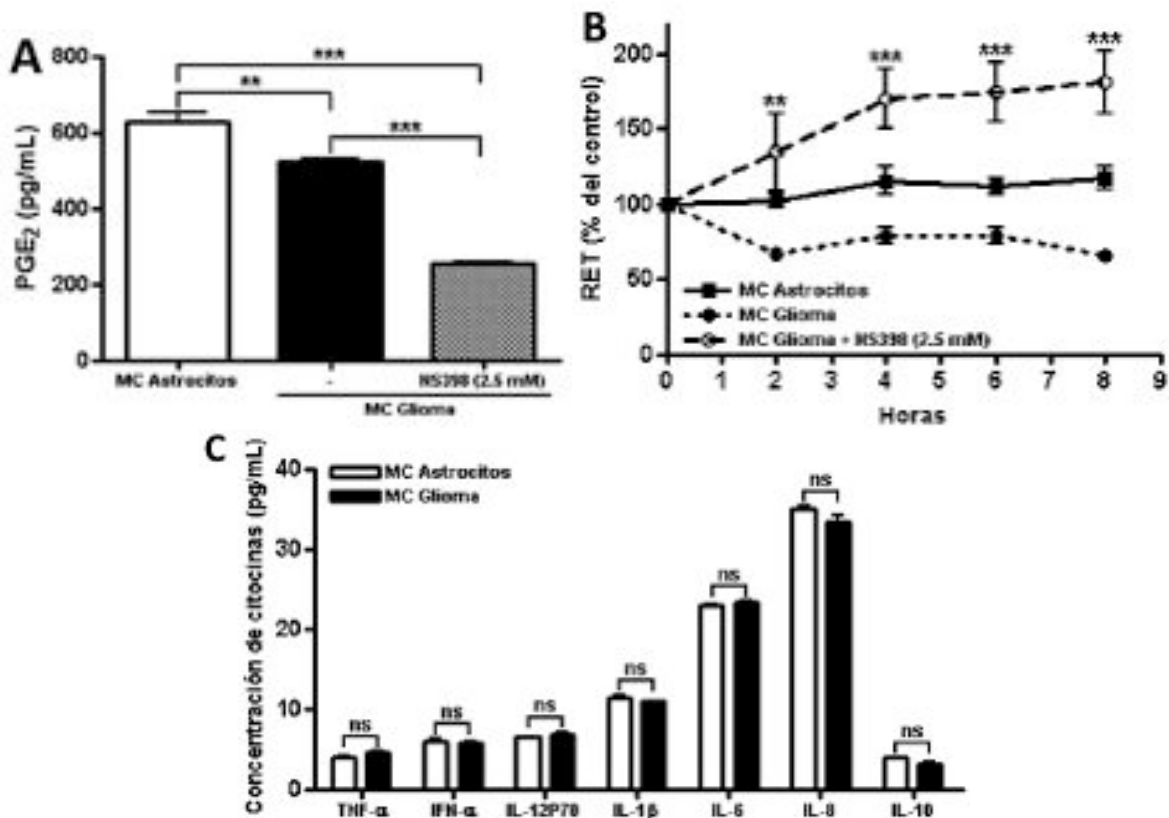 A
PGE2 (pg/mL)
800
600
400
200
0
***
**
***
MC Astrocitos
-
NS398 (2.5 mM)
MC Glioma
B
RET (% del control)
200
150
100
50
0
**
***
***
***
MC Astrocitos
MC Glioma
MC Glioma + NS398 (2.5 mM)
0 1 2 3 4 5 6 7 8 9
Horas
C
Concentración de citocinas (pg/mL)
40
30
20
10
0
MC Astrocitos
MC Glioma
ns ns ns ns ns ns ns
TNF-α IFN-α IL-12P70 IL-1β IL-6 IL-8 IL-10